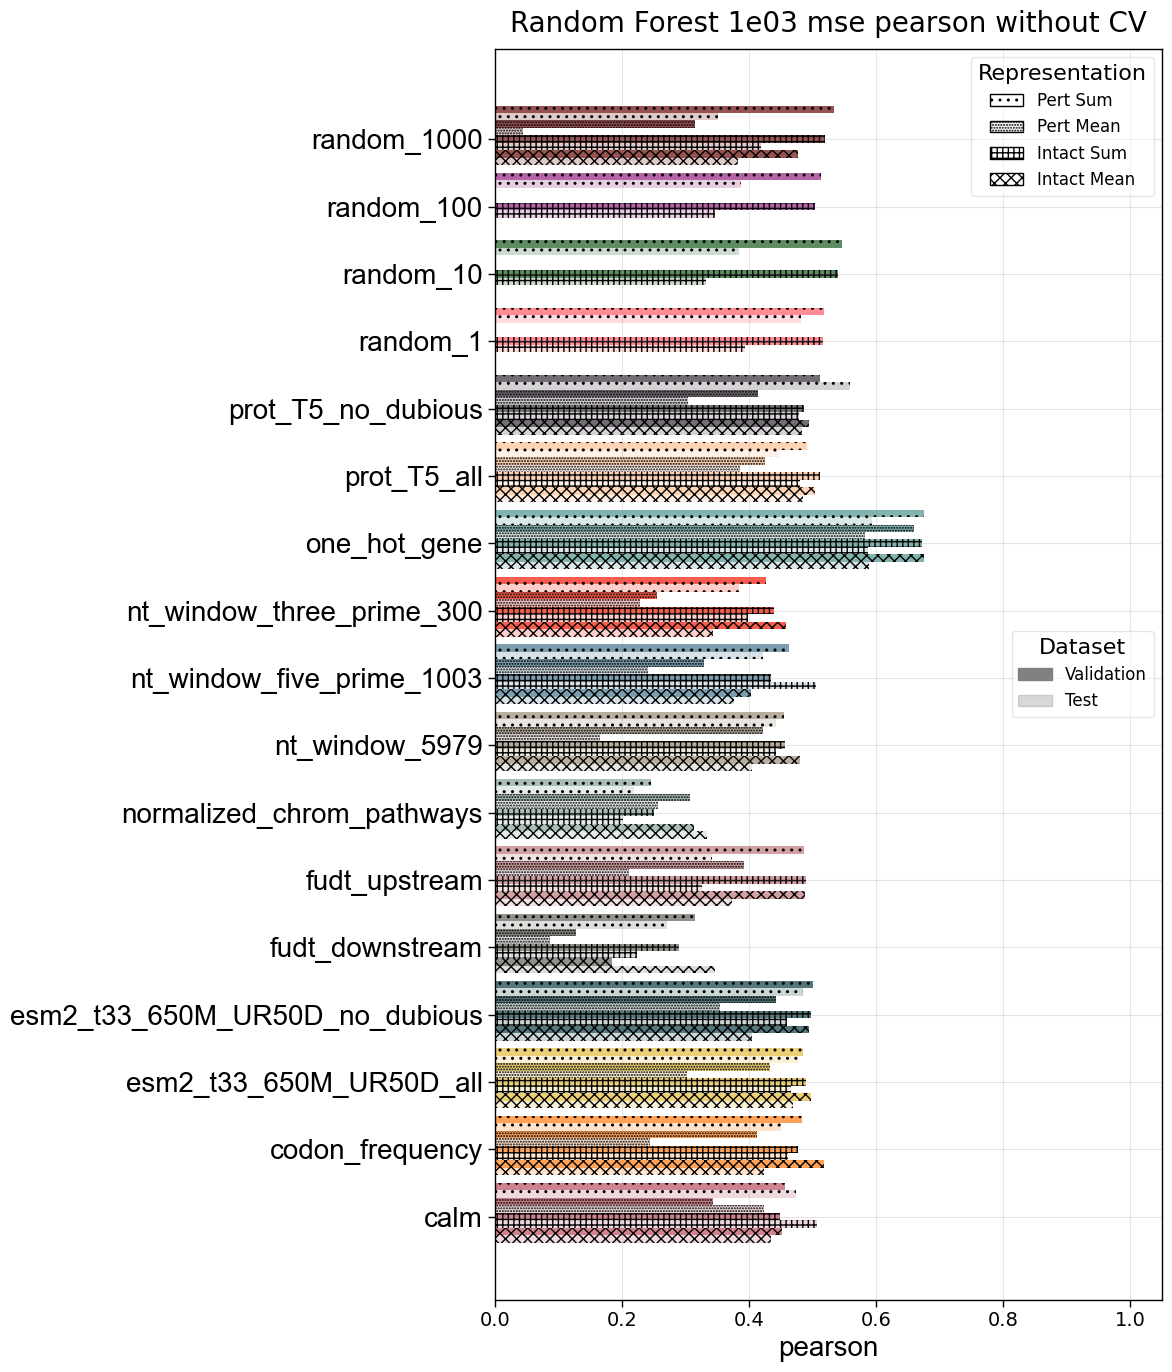 Random Forest 1e03 mse pearson without CV
Representation
Pert Sum
Pert Mean
Intact Sum
Intact Mean
random_1000
random_100
random_10
random_1
prot_T5_no_dubious
prot_T5_all
one_hot_gene
nt_window_three_prime_300
nt_window_five_prime_1003
Dataset
Validation
Test
nt_window_5979
normalized_chrom_pathways
fudt_upstream
fudt_downstream
esm2_t33_650M_UR50D_no_dubious
esm2_t33_650M_UR50D_all
codon_frequency
calm
0.0 0.2 0.4 0.6 0.8 1.0
pearson